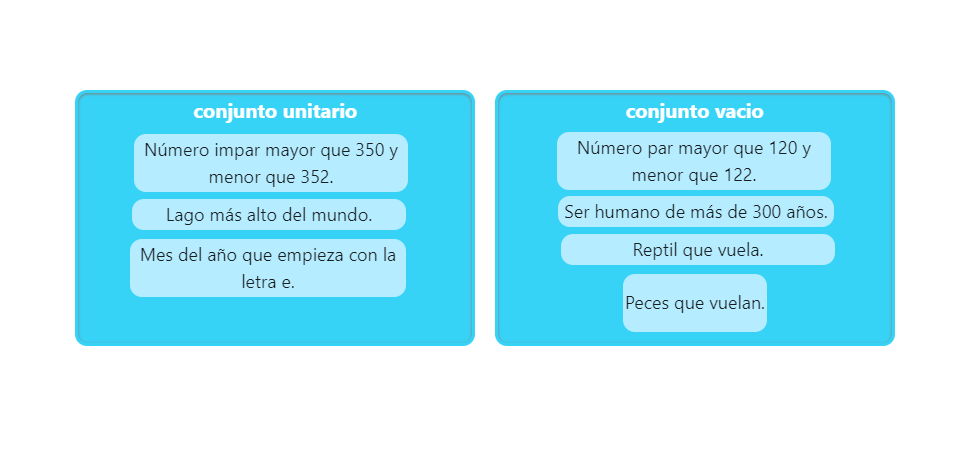 conjunto unitario
Número impar mayor que 350 y
menor que 352.
Lago más alto del mundo.
Mes del año que empieza con la
letra e.
conjunto vacio
Número par mayor que 120 y
menor que 122.
Ser humano de más de 300 años.
Reptil que vuela.
Peces que vuelan.